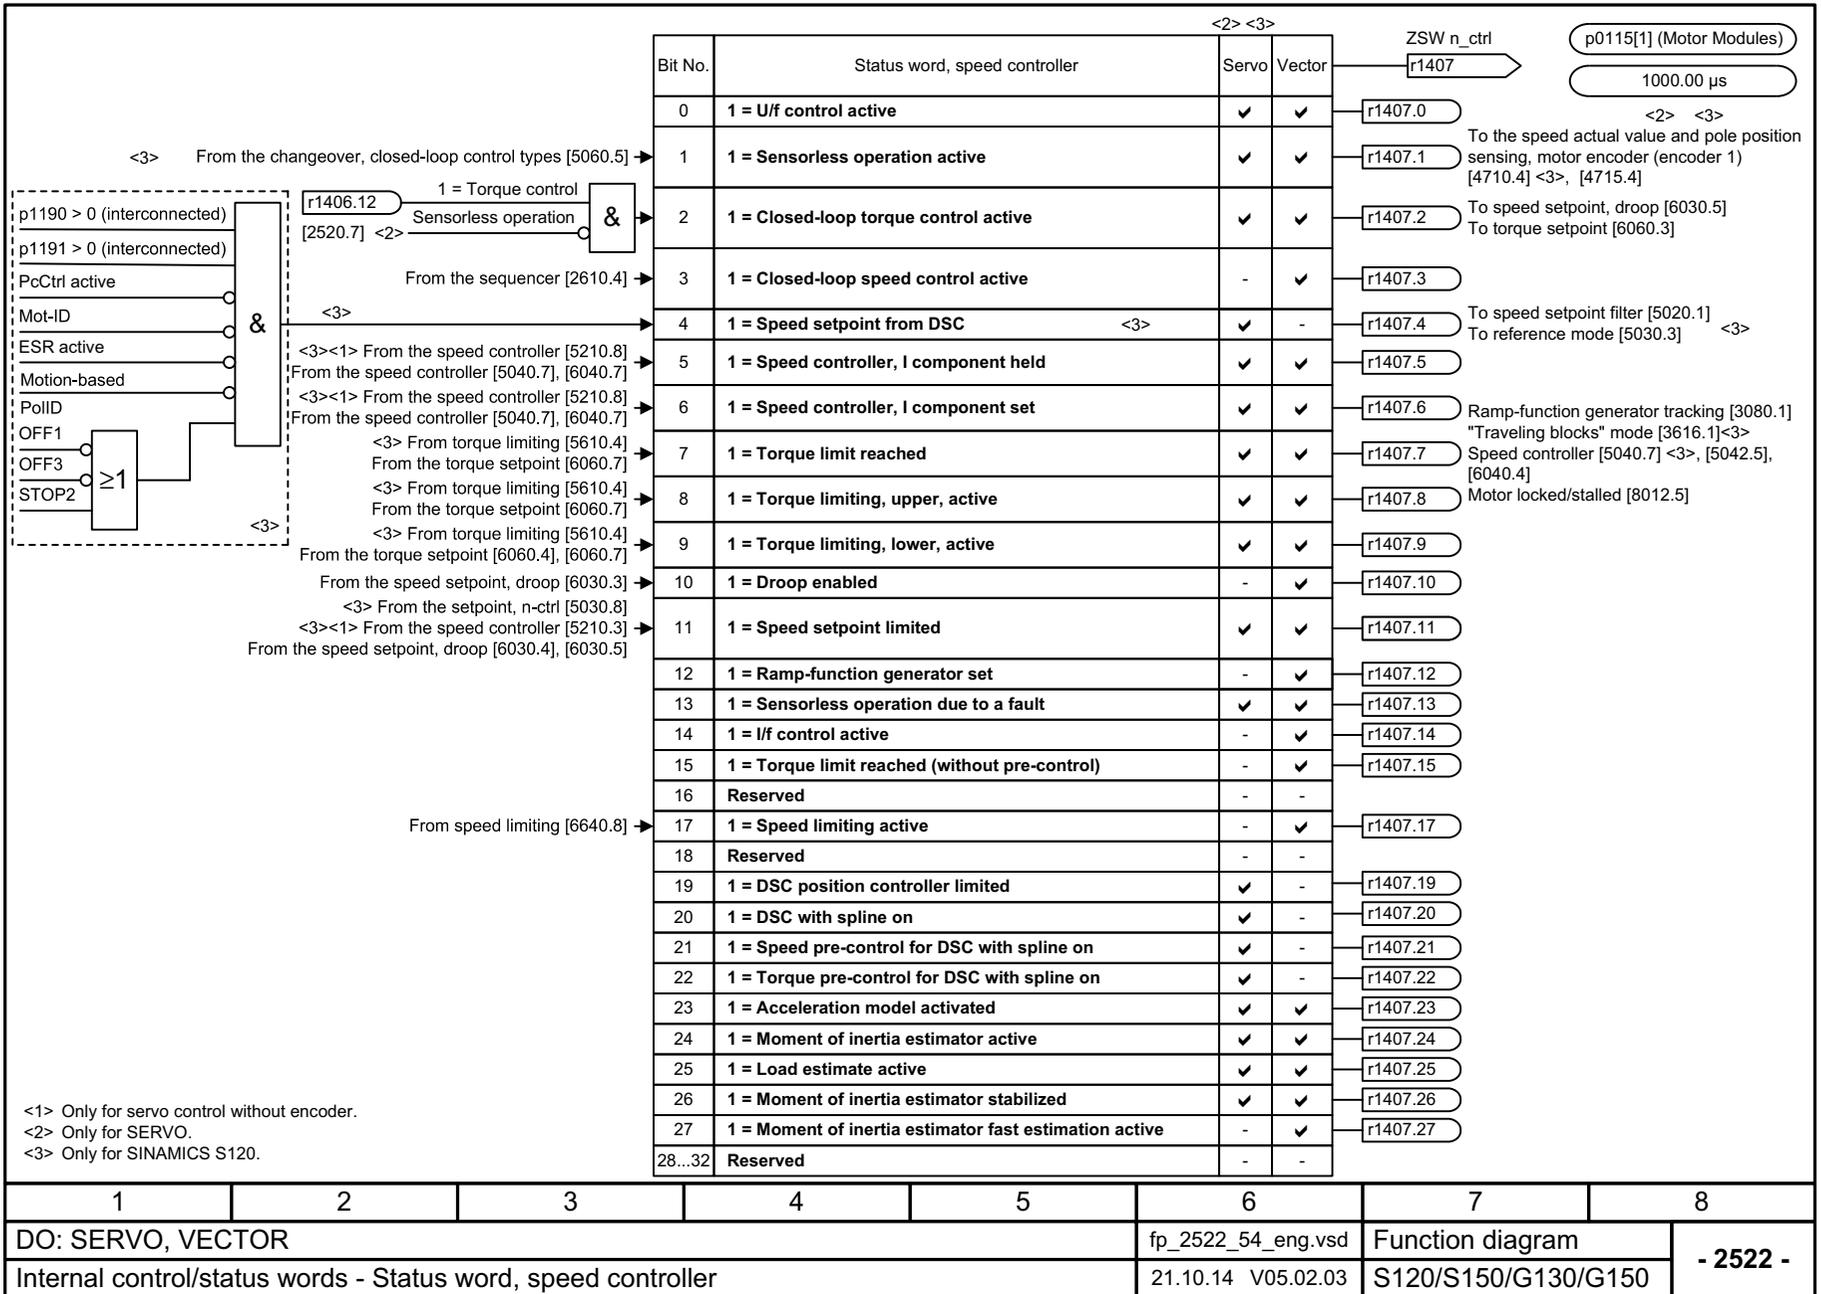 <2> <3>
Bit No. Status word, speed controller Servo Vector
ZSW n_ctrl
r1407
p0115[1] (Motor Modules)
1000.00 µs
<2> <3>
0 1 = U/f control active ✔ ✔ r1407.0
<3> From the changeover, closed-loop control types [5060.5]
1 1 = Sensorless operation active ✔ ✔ r1407.1
To the speed actual value and pole position
sensing, motor encoder (encoder 1)
[4710.4] <3>, [4715.4]
r1406.12
1 = Torque control
Sensorless operation
[2520.7] <2>
&
2 1 = Closed-loop torque control active ✔ ✔ r1407.2
To speed setpoint, droop [6030.5]
To torque setpoint [6060.3]
From the sequencer [2610.4]
3 1 = Closed-loop speed control active - ✔ r1407.3
p1190 > 0 (interconnected)
p1191 > 0 (interconnected)
PcCtrl active
Mot-ID
ESR active
Motion-based
PolID
OFF1
OFF3
STOP2
≥1
&
<3>
<3>
4 1 = Speed setpoint from DSC <3> ✔ - r1407.4
To speed setpoint filter [5020.1]
To reference mode [5030.3]
<3>
<3><1> From the speed controller [5210.8]
From the speed controller [5040.7], [6040.7]
5 1 = Speed controller, I component held ✔ ✔ r1407.5
<3><1> From the speed controller [5210.8]
From the speed controller [5040.7], [6040.7]
6 1 = Speed controller, I component set ✔ ✔ r1407.6
<3> From torque limiting [5610.4]
From the torque setpoint [6060.7]
7 1 = Torque limit reached ✔ ✔ r1407.7
Ramp-function generator tracking [3080.1]
"Traveling blocks" mode [3616.1]<3>
Speed controller [5040.7] <3>, [5042.5],
[6040.4]
Motor locked/stalled [8012.5]
<3> From torque limiting [5610.4]
From the torque setpoint [6060.7]
8 1 = Torque limiting, upper, active ✔ ✔ r1407.8
<3> From torque limiting [5610.4]
From the torque setpoint [6060.4], [6060.7]
9 1 = Torque limiting, lower, active ✔ ✔ r1407.9
From the speed setpoint, droop [6030.3]
10 1 = Droop enabled - ✔ r1407.10
<3> From the setpoint, n-ctrl [5030.8]
<3><1> From the speed controller [5210.3]
From the speed setpoint, droop [6030.4], [6030.5]
11 1 = Speed setpoint limited ✔ ✔ r1407.11
12 1 = Ramp-function generator set - ✔ r1407.12
13 1 = Sensorless operation due to a fault ✔ ✔ r1407.13
14 1 = I/f control active - ✔ r1407.14
15 1 = Torque limit reached (without pre-control) - ✔ r1407.15
16 Reserved - -
From speed limiting [6640.8]
17 1 = Speed limiting active - ✔ r1407.17
18 Reserved - -
19 1 = DSC position controller limited ✔ - r1407.19
20 1 = DSC with spline on ✔ - r1407.20
21 1 = Speed pre-control for DSC with spline on ✔ - r1407.21
22 1 = Torque pre-control for DSC with spline on ✔ - r1407.22
23 1 = Acceleration model activated ✔ ✔ r1407.23
24 1 = Moment of inertia estimator active ✔ ✔ r1407.24
25 1 = Load estimate active ✔ ✔ r1407.25
26 1 = Moment of inertia estimator stabilized ✔ ✔ r1407.26
27 1 = Moment of inertia estimator fast estimation active - ✔ r1407.27
28...32 Reserved - -
<1> Only for servo control without encoder.
<2> Only for SERVO.
<3> Only for SINAMICS S120.
1 2 3 4 5 6 7 8
DO: SERVO, VECTOR fp_2522_54_eng.vsd Function diagram
- 2522 -
Internal control/status words - Status word, speed controller 21.10.14 V05.02.03 S120/S150/G130/G150